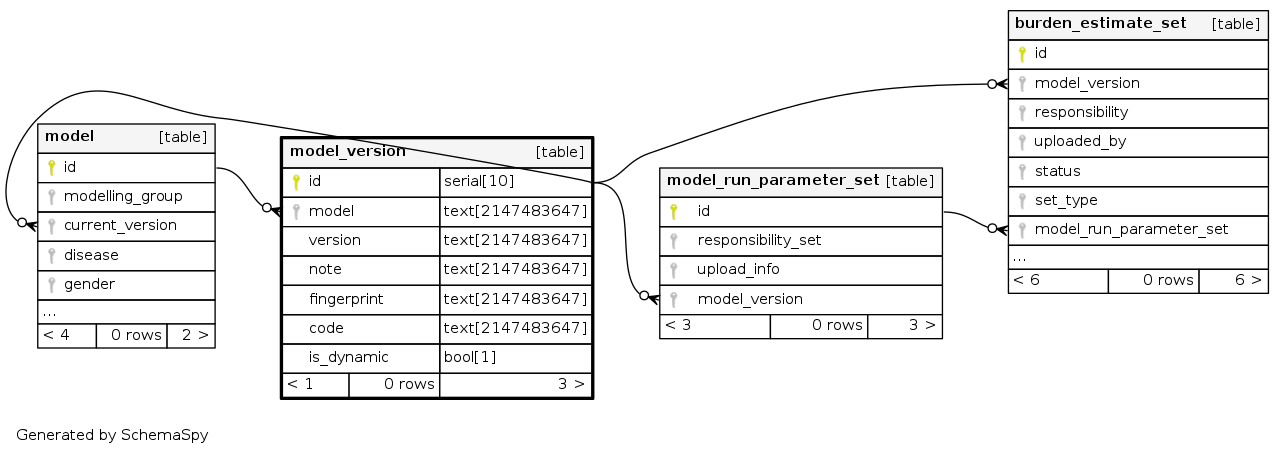 model [table]
id
modelling_group
current_version
disease
gender
...
< 4 0 rows 2 >
model_version [table]
id serial[10]
model text[2147483647]
version text[2147483647]
note text[2147483647]
fingerprint text[2147483647]
code text[2147483647]
is_dynamic bool[1]
< 1 0 rows 3 >
model_run_parameter_set [table]
id
responsibility_set
upload_info
model_version
< 3 0 rows 3 >
burden_estimate_set [table]
id
model_version
responsibility
uploaded_by
status
set_type
model_run_parameter_set
...
< 6 0 rows 6 >
Generated by SchemaSpy